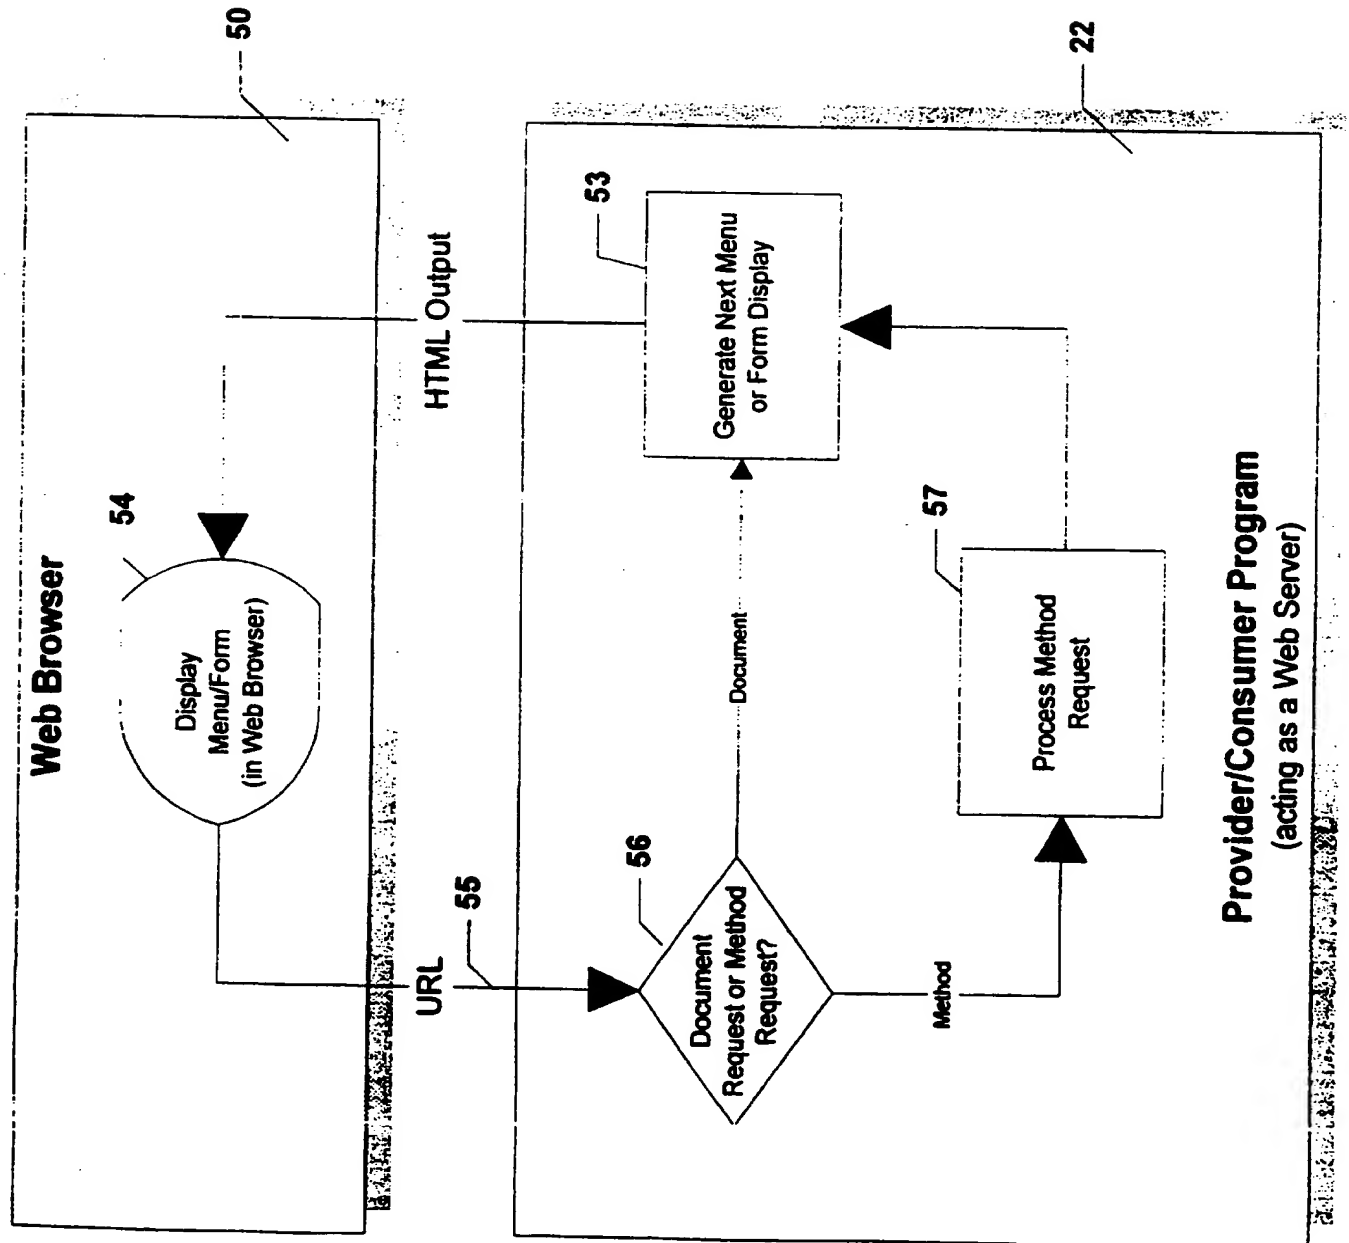 50
Web Browser
54
Display
Menu/Form
(in Web Browser)
HTML Output
URL
55
22
53
Generate Next Menu
or Form Display
56
Document
Request or Method
Request?
Document
Method
57
Process Method
Request
Provider/Consumer Program
(acting as a Web Server)